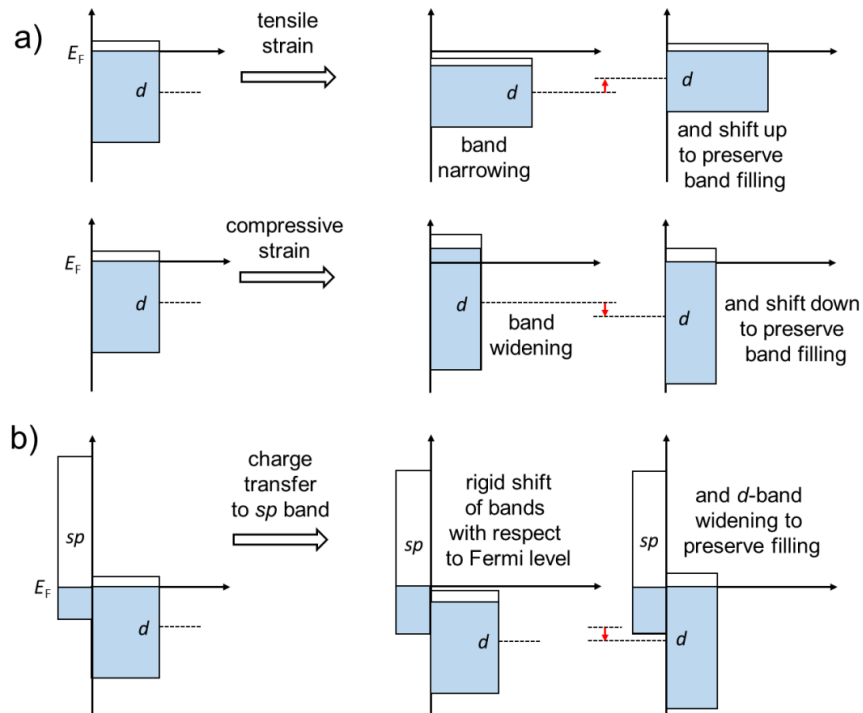 a)
E_F
d
tensile
strain
d
band
narrowing
d
and shift up
to preserve
band filling
E_F
d
compressive
strain
d
band
widening
d
and shift down
to preserve
band filling
b)
sp
E_F
d
charge
transfer
to sp band
sp
d
rigid shift
of bands
with respect
to Fermi level
sp
d
and d-band
widening to
preserve filling